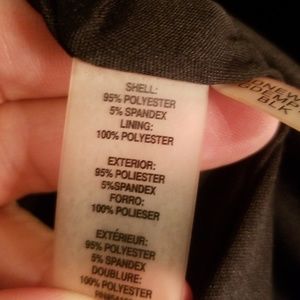 SHELL:
95% POLYESTER
5% SPANDEX
LINING:
100% POLYESTER
EXTERIOR:
95% POLIESTER
5%SPANDEX
FORRO:
100% POLIESER
EXTÉRIEUR:
95% POLYESTER
5% SPANDEX
DOUBLURE:
100% POLYESTER
BLK